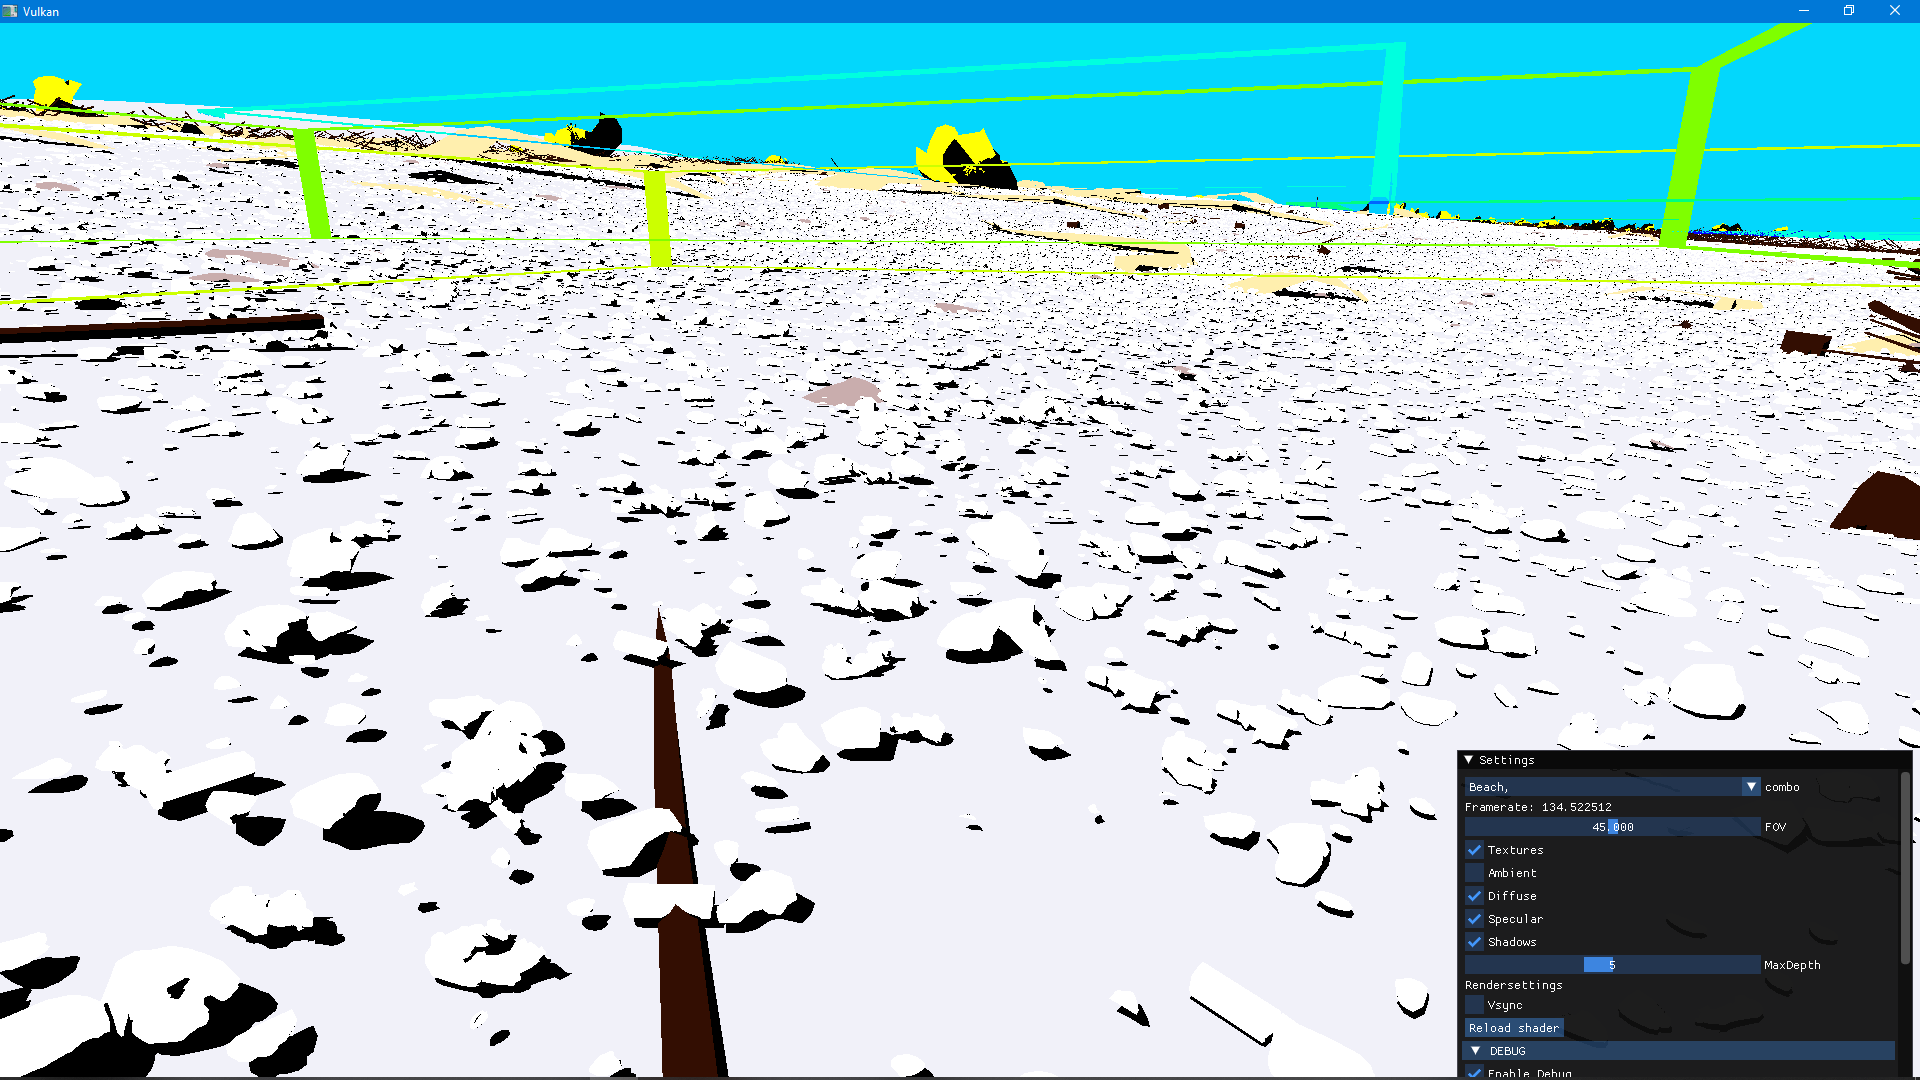 Vulkan
Settings
Beach, combo
Framerate: 134.522512
45.000 FOV
Textures
Ambient
Diffuse
Specular
Shadows
5 MaxDepth
Rendersettings
Vsync
Reload shader
DEBUG
Enable Debug